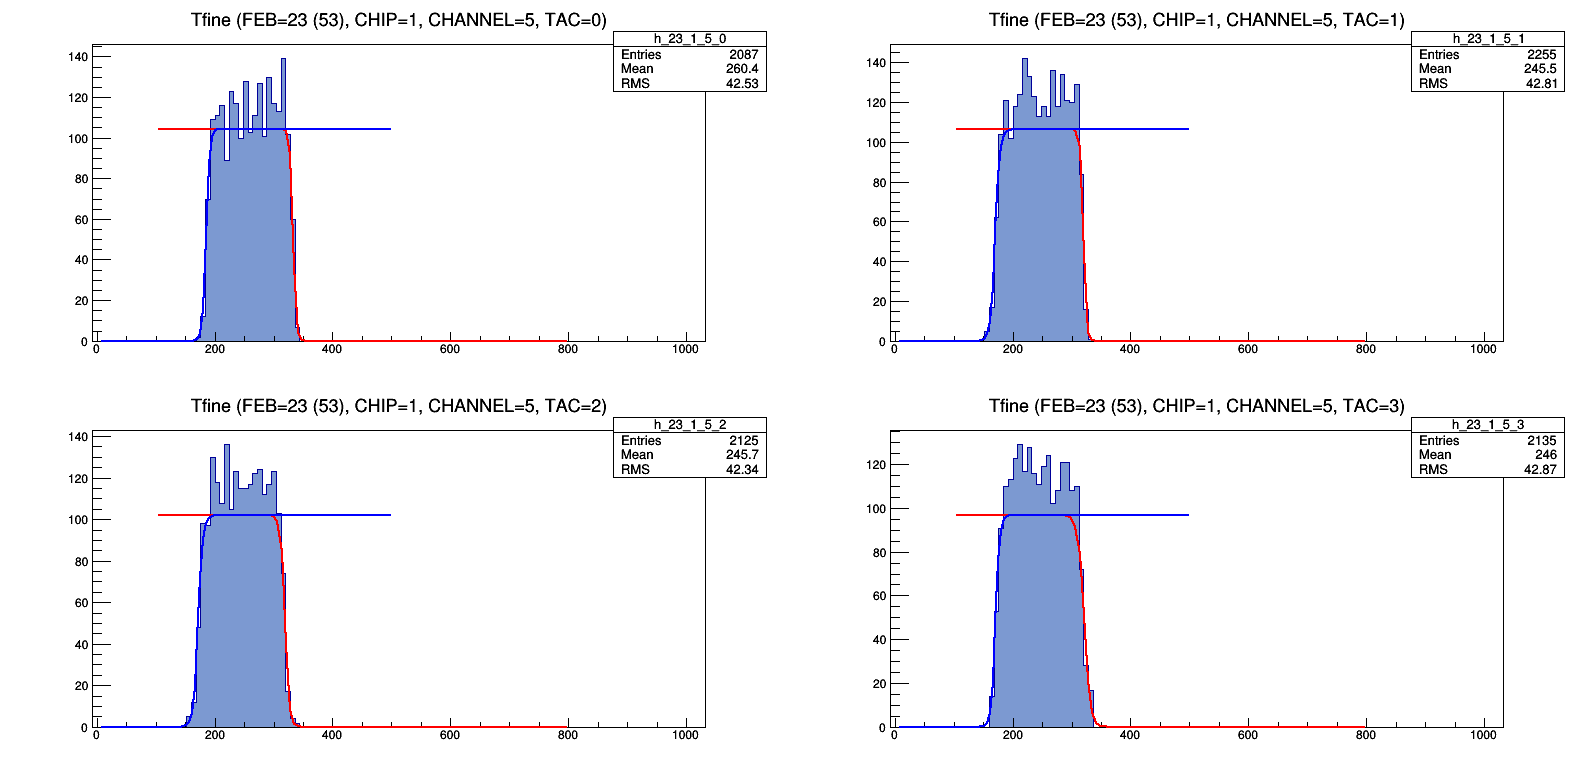 Tfine (FEB=23 (53), CHIP=1, CHANNEL=5, TAC=0)
h_23_1_5_0
Entries 2087
Mean 260.4
RMS 42.53
140
120
100
80
60
40
20
0
0 200 400 600 800 1000
Tfine (FEB=23 (53), CHIP=1, CHANNEL=5, TAC=1)
h_23_1_5_1
Entries 2255
Mean 245.5
RMS 42.81
140
120
100
80
60
40
20
0
0 200 400 600 800 1000
Tfine (FEB=23 (53), CHIP=1, CHANNEL=5, TAC=2)
h_23_1_5_2
Entries 2125
Mean 245.7
RMS 42.34
140
120
100
80
60
40
20
0
0 200 400 600 800 1000
Tfine (FEB=23 (53), CHIP=1, CHANNEL=5, TAC=3)
h_23_1_5_3
Entries 2135
Mean 246
RMS 42.87
120
100
80
60
40
20
0
0 200 400 600 800 1000